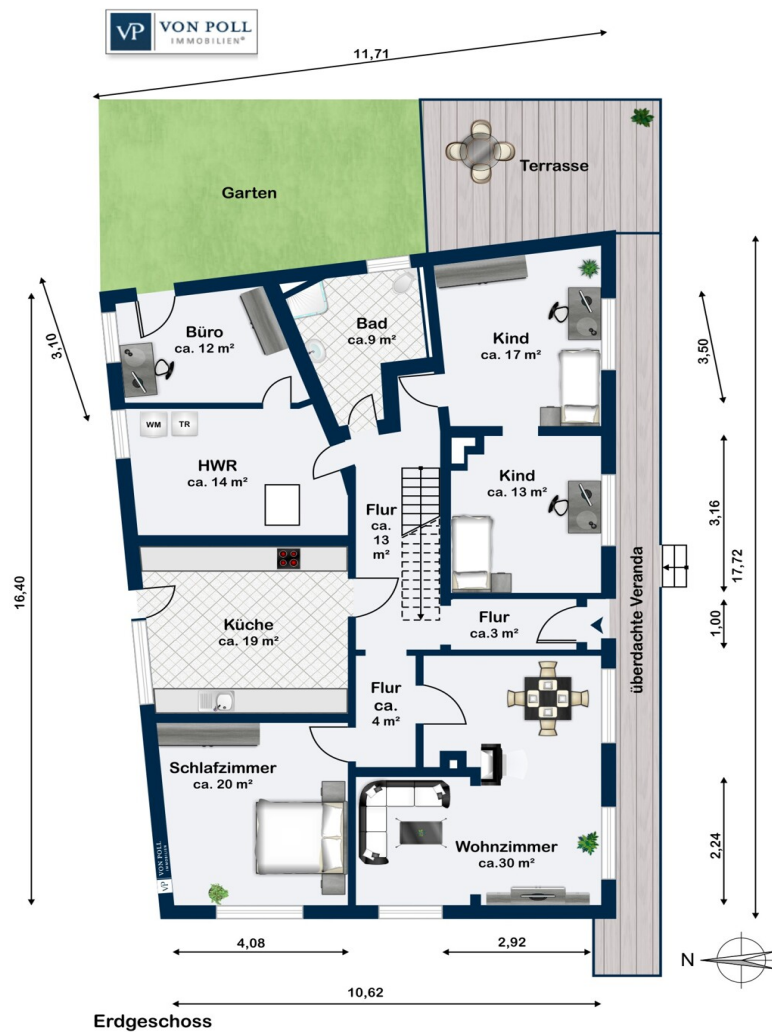 VP VON POLL
IMMOBILIEN®
11,71
Garten
Terrasse
3,10
Büro
ca. 12 m²
Bad
ca.9 m²
Kind
ca. 17 m²
3,50
WM
TR
HWR
ca. 14 m²
Flur
ca.
13
m²
Kind
ca. 13 m²
3,16
16,40
17,72
Küche
ca. 19 m²
Flur
ca.3 m²
1,00
überdachte Veranda
Flur
ca.
4 m²
Schlafzimmer
ca. 20 m²
Wohnzimmer
ca.30 m²
2,24
VP VON POLL
IMMOBILIEN
4,08
2,92
N
10,62
Erdgeschoss